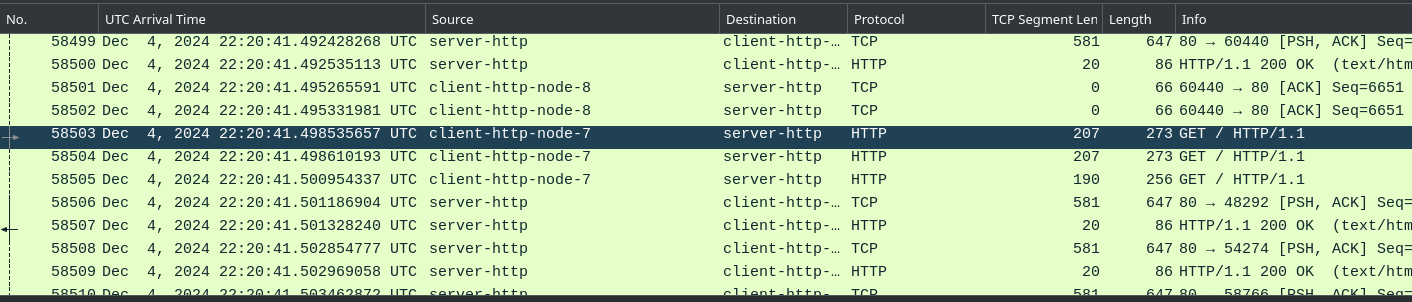 No. UTC Arrival Time Source Destination Protocol TCP Segment Len Length Info
58499 Dec  4, 2024 22:20:41.492428268 UTC server-http client-http-… TCP 581 647 80 → 60440 [PSH, ACK] Seq=
58500 Dec  4, 2024 22:20:41.492535113 UTC server-http client-http-… HTTP 20 86 HTTP/1.1 200 OK  (text/htm
58501 Dec  4, 2024 22:20:41.495265591 UTC client-http-node-8 server-http TCP 0 66 60440 → 80 [ACK] Seq=6651
58502 Dec  4, 2024 22:20:41.495331981 UTC client-http-node-8 server-http TCP 0 66 60440 → 80 [ACK] Seq=6651
58503 Dec  4, 2024 22:20:41.498535657 UTC client-http-node-7 server-http HTTP 207 273 GET / HTTP/1.1
58504 Dec  4, 2024 22:20:41.498610193 UTC client-http-node-7 server-http HTTP 207 273 GET / HTTP/1.1
58505 Dec  4, 2024 22:20:41.500954337 UTC client-http-node-7 server-http HTTP 190 256 GET / HTTP/1.1
58506 Dec  4, 2024 22:20:41.501186904 UTC server-http client-http-… TCP 581 647 80 → 48292 [PSH, ACK] Seq=
58507 Dec  4, 2024 22:20:41.501328240 UTC server-http client-http-… HTTP 20 86 HTTP/1.1 200 OK  (text/htm
58508 Dec  4, 2024 22:20:41.502854777 UTC server-http client-http-… TCP 581 647 80 → 54274 [PSH, ACK] Seq=
58509 Dec  4, 2024 22:20:41.502969058 UTC server-http client-http-… HTTP 20 86 HTTP/1.1 200 OK  (text/htm
58510 Dec  4, 2024 22:20:41.503462872 UTC server-http client-http-… TCP 581 647 80 → 58766 [PSH, ACK] Seq=